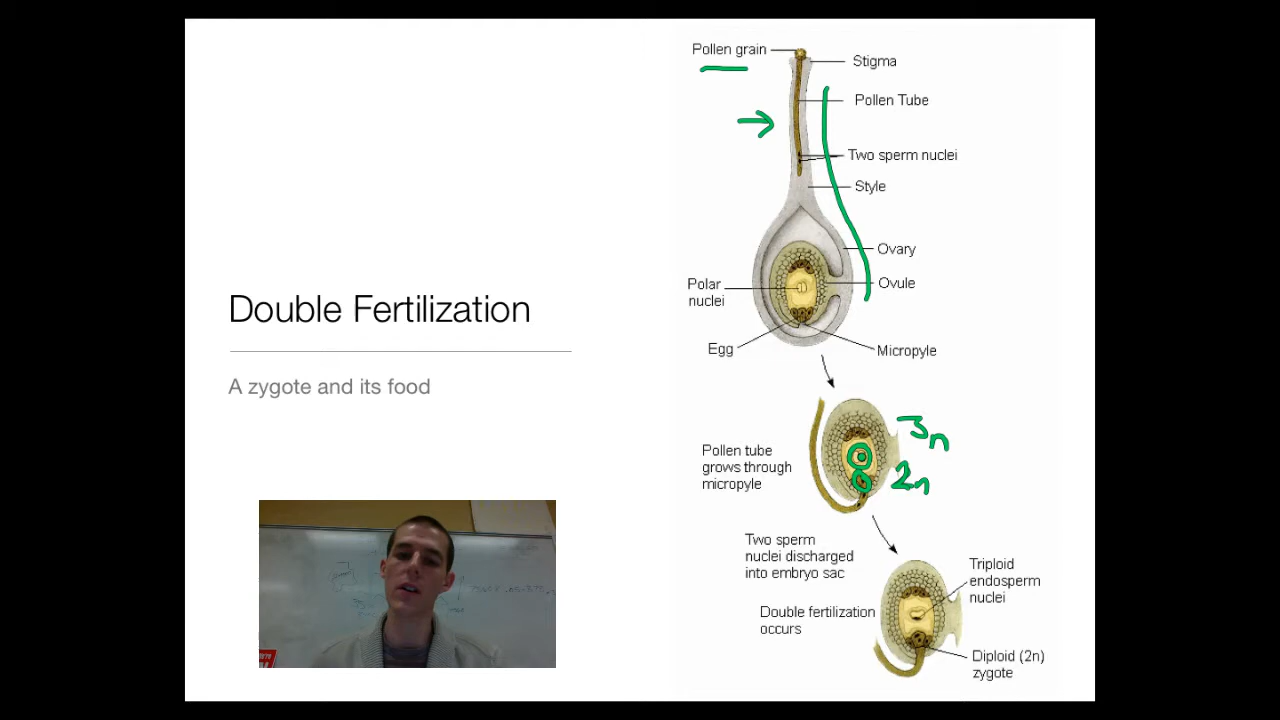 Pollen grain
Stigma
Pollen Tube
Two sperm nuclei
Style
Ovary
Polar
nuclei
Ovule
Egg
Micropyle
Double Fertilization
A zygote and its food
3n
2n
Pollen tube
grows through
micropyle
Two sperm
nuclei discharged
into embryo sac
Triploid
endosperm
nuclei
Double fertilization
occurs
Diploid (2n)
zygote